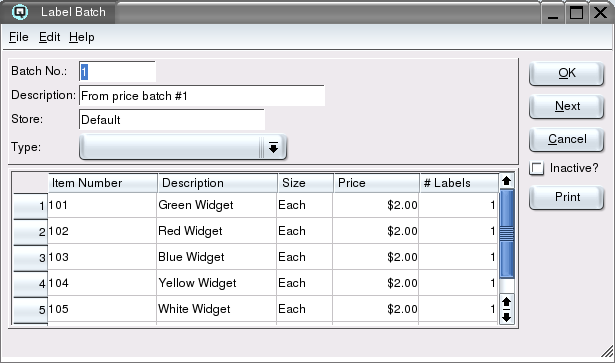 Label Batch
File Edit Help
Batch No.: 1
Description: From price batch #1
Store: Default
Type:
OK
Next
Cancel
Inactive?
Print
Item Number Description Size Price # Labels
1 101 Green Widget Each $2.00 1
2 102 Red Widget Each $2.00 1
3 103 Blue Widget Each $2.00 1
4 104 Yellow Widget Each $2.00 1
5 105 White Widget Each $2.00 1